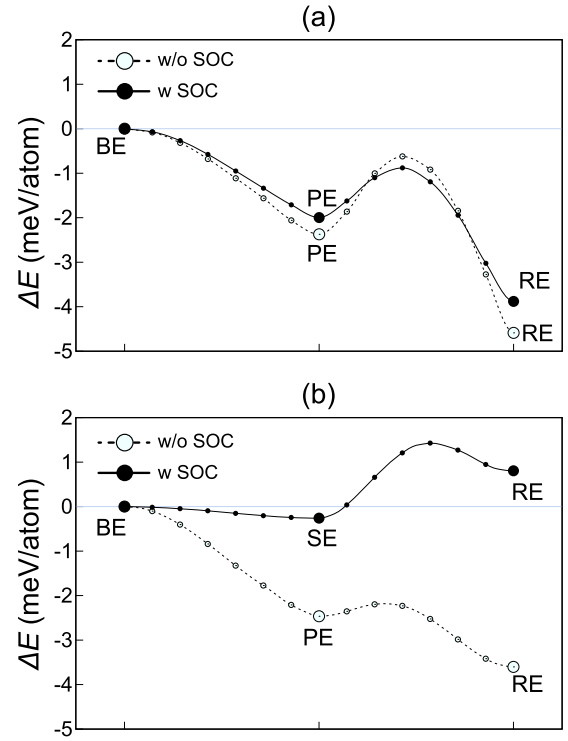 (a)
2
w/o SOC
1
w SOC
0
BE
-1
PE
-2
PE
-3
RE
-4
RE
-5
ΔE (meV/atom)
(b)
2
w/o SOC
1
w SOC
RE
0
BE
SE
-1
-2
PE
-3
RE
-4
-5
ΔE (meV/atom)